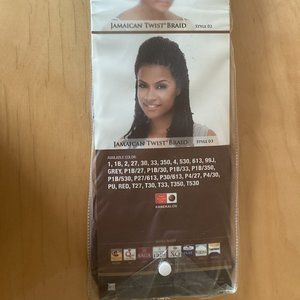 JAMAICAN TWIST® BRAID STYLE 03
JAMAICAN TWIST® BRAID STYLE 03
AVAILABLE COLOR:
1, 1B, 2, 27, 30, 33, 350, 4, 530, 613, 99J,
GREY, P1B/27, P1B/30, P1B/33, P1B/350,
P1B/530, P27/613, P30/613, P4/27, P4/30,
PU, RED, T27, T30, T33, T350, T530